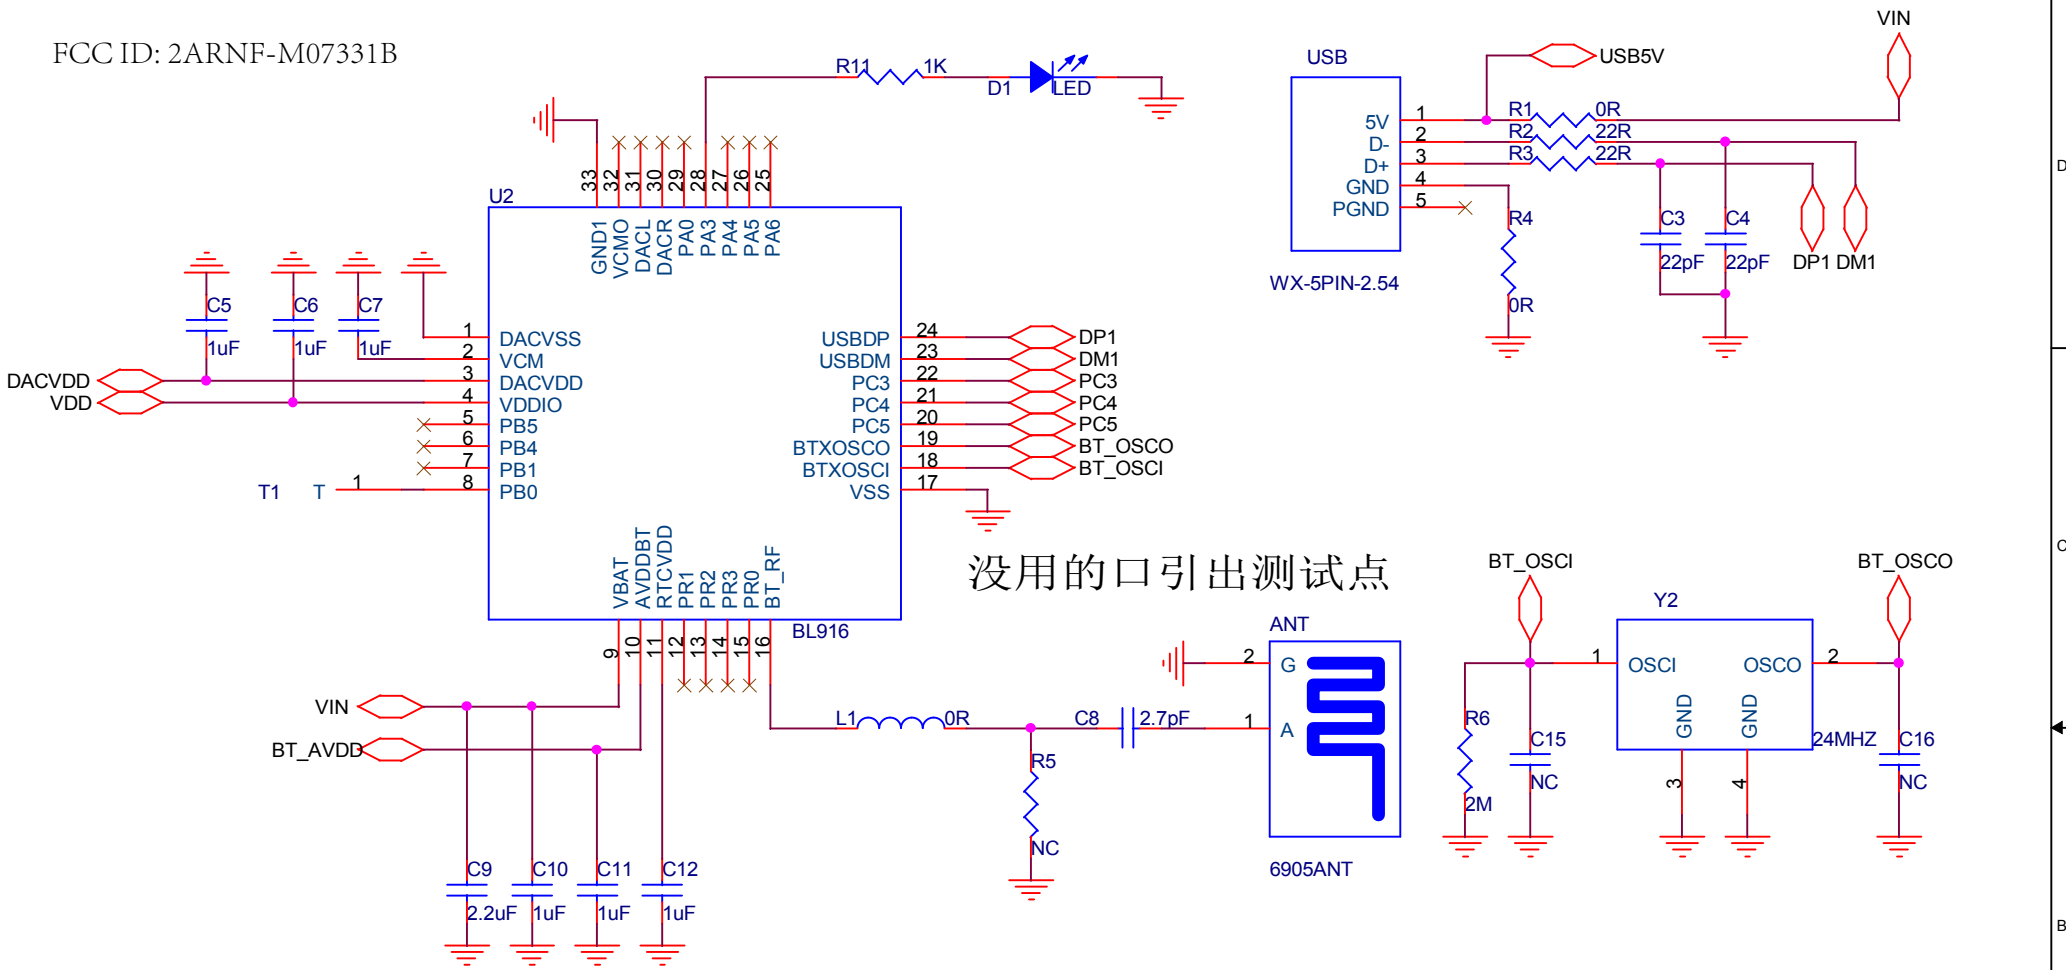 FCC ID: 2ARNF-M07331B
VIN
USB5V
USB
R11 1K
D1 LED
R1 0R
R2 22R
R3 22R
5V 1
D- 2
D+ 3
GND 4
PGND 5
WX-5PIN-2.54
R4
0R
C3
22pF
C4
22pF
DP1 DM1
U2
33 32 31 30 29 28 27 26 25
GND1 VCMO DACL DACR PA0 PA3 PA4 PA5 PA6
C5
1uF
C6
1uF
C7
1uF
DACVDD
VDD
1 DACVSS
2 VCM
3 DACVDD
4 VDDIO
5 PB5
6 PB4
7 PB1
8 PB0
T1 T 1
USBDP 24 DP1
USBDM 23 DM1
PC3 22 PC3
PC4 21 PC4
PC5 20 PC5
BTXOSCO 19 BT_OSCO
BTXOSCI 18 BT_OSCI
VSS 17
VBAT AVDDBT RTCVDD PR1 PR2 PR3 PR0 BT_RF
9 10 11 12 13 14 15 16
BL916
没用的口引出测试点
VIN
BT_AVDD
C9
2.2uF
C10
1uF
C11
1uF
C12
1uF
L1 0R
R5
NC
C8 2.7pF
ANT
2 G
1 A
6905ANT
BT_OSCI
BT_OSCO
Y2
1 OSCI
OSCO 2
GND GND
3 4
24MHZ
R6
2M
C15
NC
C16
NC
D
C
B